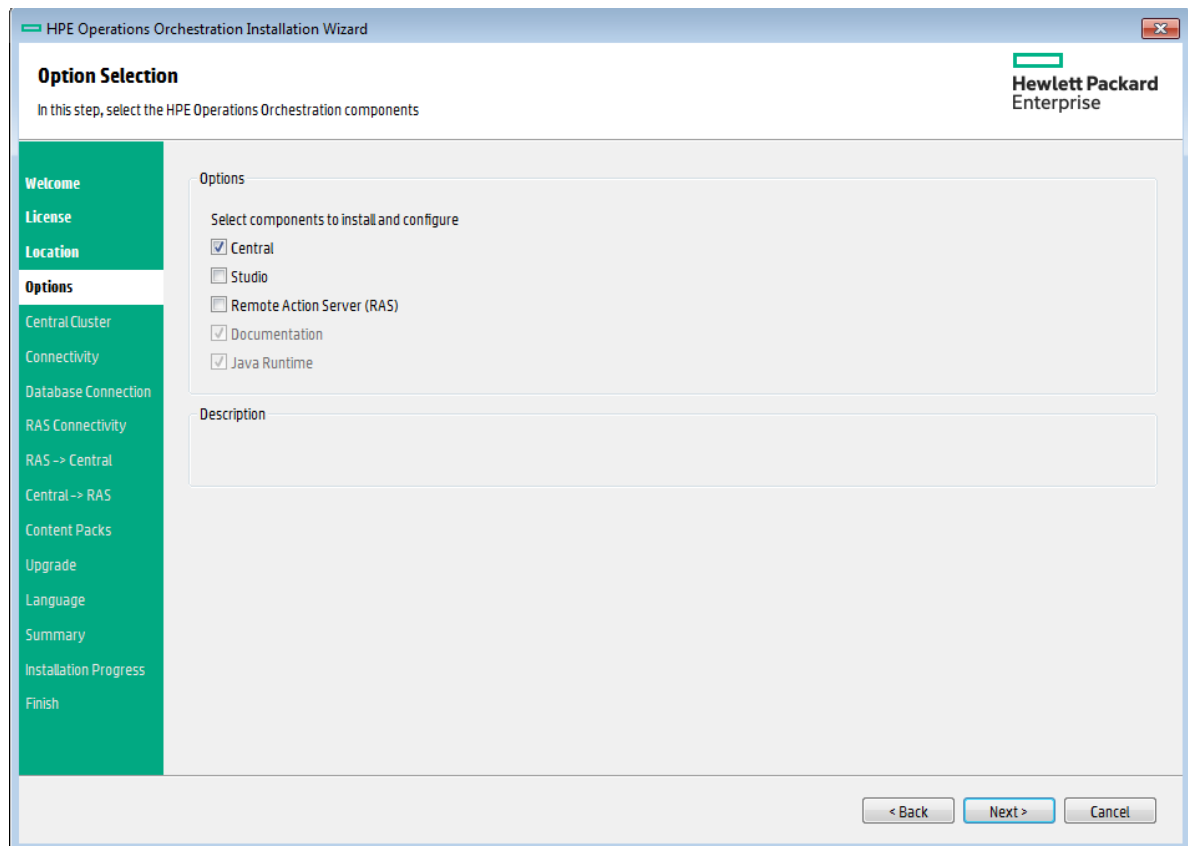 HPE Operations Orchestration Installation Wizard
Option Selection
In this step, select the HPE Operations Orchestration components
Hewlett Packard
Enterprise
Welcome
License
Location
Options
Central Cluster
Connectivity
Database Connection
RAS Connectivity
RAS -> Central
Central -> RAS
Content Packs
Upgrade
Language
Summary
Installation Progress
Finish
Options
Select components to install and configure
Central
Studio
Remote Action Server (RAS)
Documentation
Java Runtime
Description
< Back
Next >
Cancel